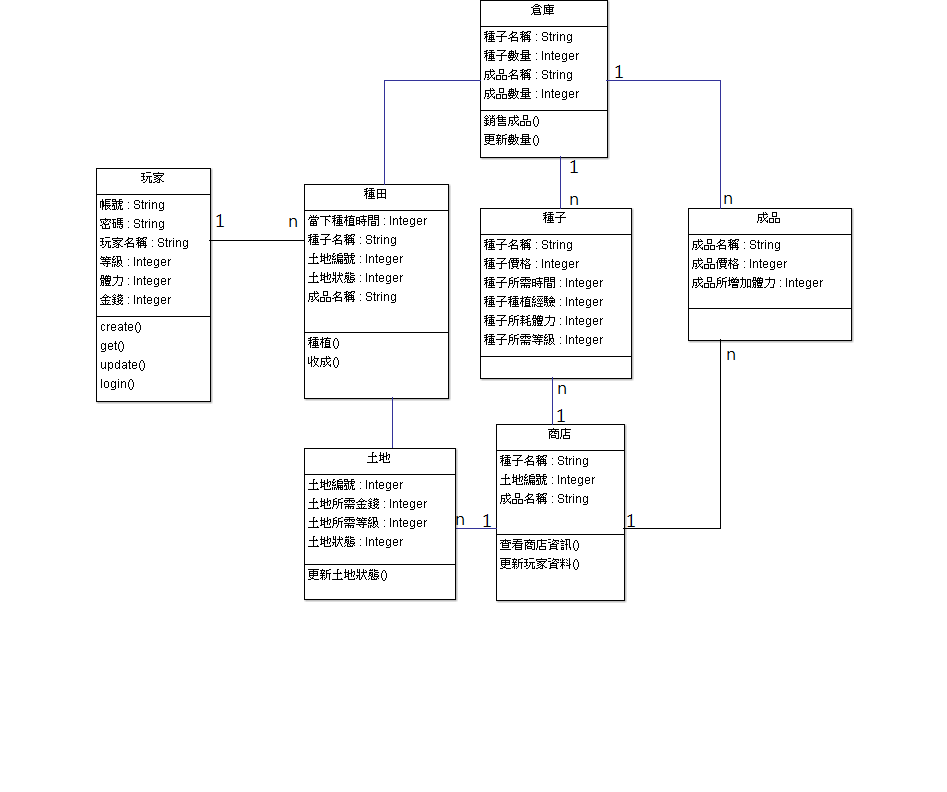 倉庫
種子名稱 : String
種子數量 : Integer
成品名稱 : String
成品數量 : Integer
銷售成品()
更新數量()
1
1
n
n
玩家
帳號 : String
密碼 : String
玩家名稱 : String
等級 : Integer
體力 : Integer
金錢 : Integer
create()
get()
update()
login()
1
n
種田
當下種植時間 : Integer
種子名稱 : String
土地編號 : Integer
土地狀態 : Integer
成品名稱 : String
種植()
收成()
種子
種子名稱 : String
種子價格 : Integer
種子所需時間 : Integer
種子種植經驗 : Integer
種子所耗體力 : Integer
種子所需等級 : Integer
成品
成品名稱 : String
成品價格 : Integer
成品所增加體力 : Integer
n
n
1
土地
土地編號 : Integer
土地所需金錢 : Integer
土地所需等級 : Integer
土地狀態 : Integer
更新土地狀態()
n
1
商店
種子名稱 : String
土地編號 : Integer
成品名稱 : String
查看商店資訊()
更新玩家資料()
1